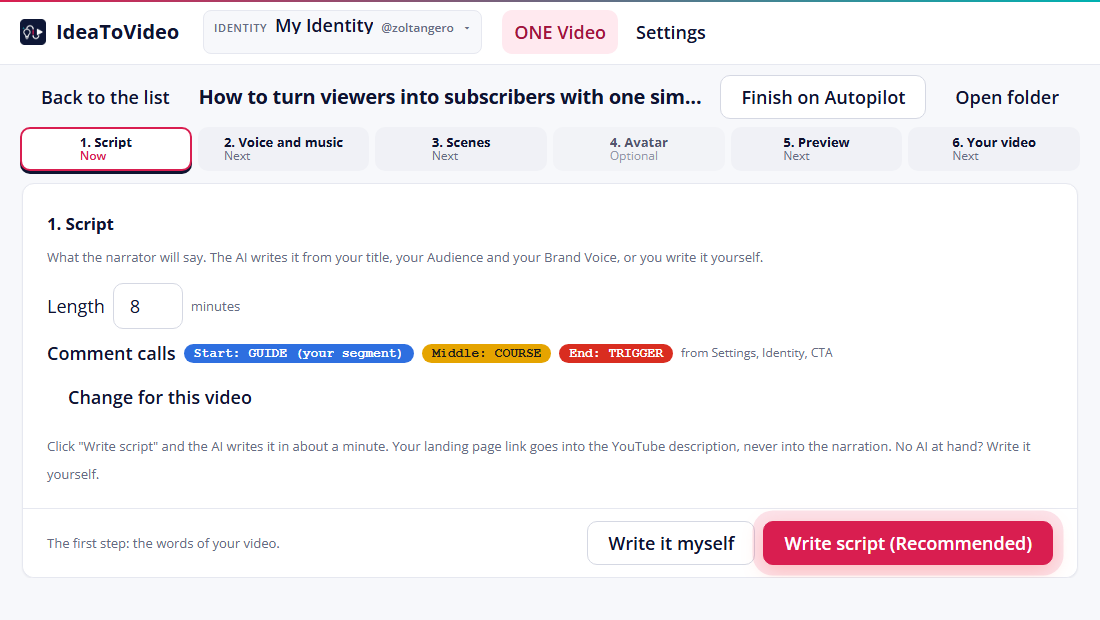 IdeaToVideo
IDENTITY My Identity @zoltangero
ONE Video
Settings
Back to the list
How to turn viewers into subscribers with one sim...
Finish on Autopilot
Open folder
1. Script
Now
2. Voice and music
Next
3. Scenes
Next
4. Avatar
Optional
5. Preview
Next
6. Your video
Next
1. Script
What the narrator will say. The AI writes it from your title, your Audience and your Brand Voice, or you write it yourself.
Length 8 minutes
Comment calls Start: GUIDE (your segment) Middle: COURSE End: TRIGGER from Settings, Identity, CTA
Change for this video
Click "Write script" and the AI writes it in about a minute. Your landing page link goes into the YouTube description, never into the narration. No AI at hand? Write it
yourself.
The first step: the words of your video.
Write it myself
Write script (Recommended)